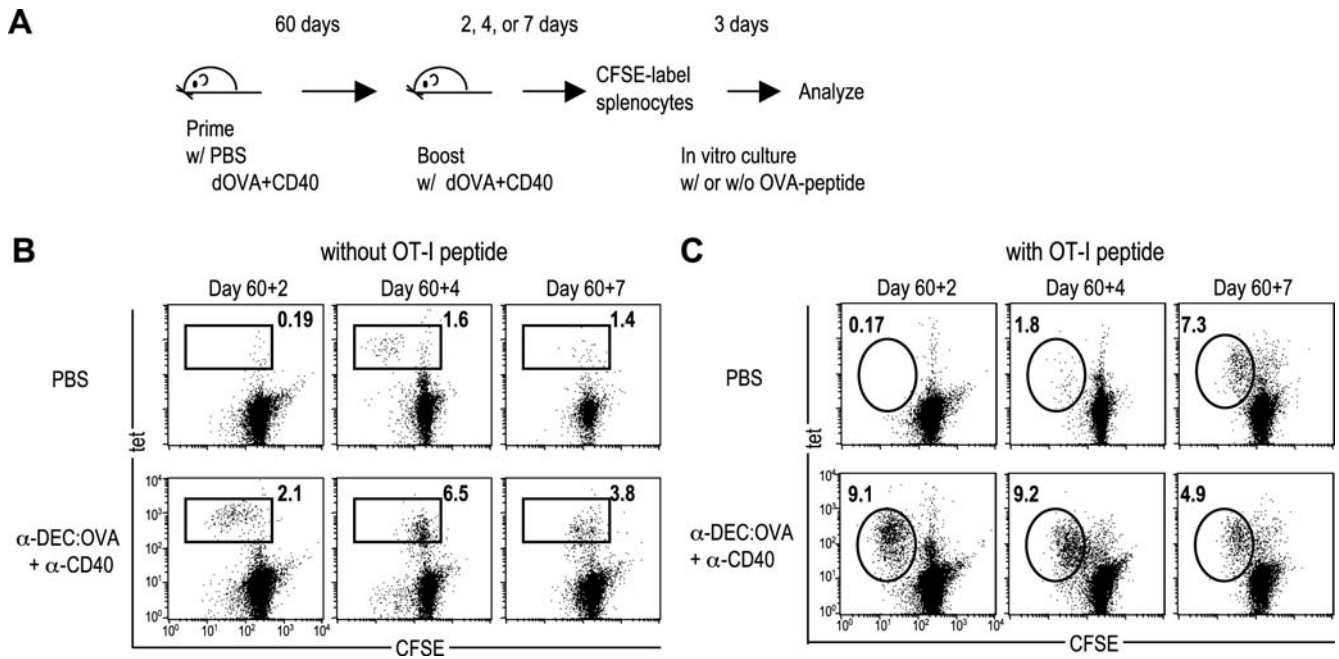 A
60 days
2, 4, or 7 days
3 days
CFSE-label
splenocytes
Analyze
Prime
w/ PBS
dOVA+CD40
Boost
w/ dOVA+CD40
In vitro culture
w/ or w/o OVA-peptide
B
without OT-I peptide
Day 60+2
Day 60+4
Day 60+7
PBS
0.19
1.6
1.4
tet
α-DEC:OVA
+ α-CD40
2.1
6.5
3.8
10⁴
10³
10²
10¹
10⁰
10⁰ 10¹ 10² 10³ 10⁴
CFSE
C
with OT-I peptide
Day 60+2
Day 60+4
Day 60+7
PBS
0.17
1.8
7.3
tet
α-DEC:OVA
+ α-CD40
9.1
9.2
4.9
10⁴
10³
10²
10¹
10⁰
10⁰ 10¹ 10² 10³ 10⁴
CFSE